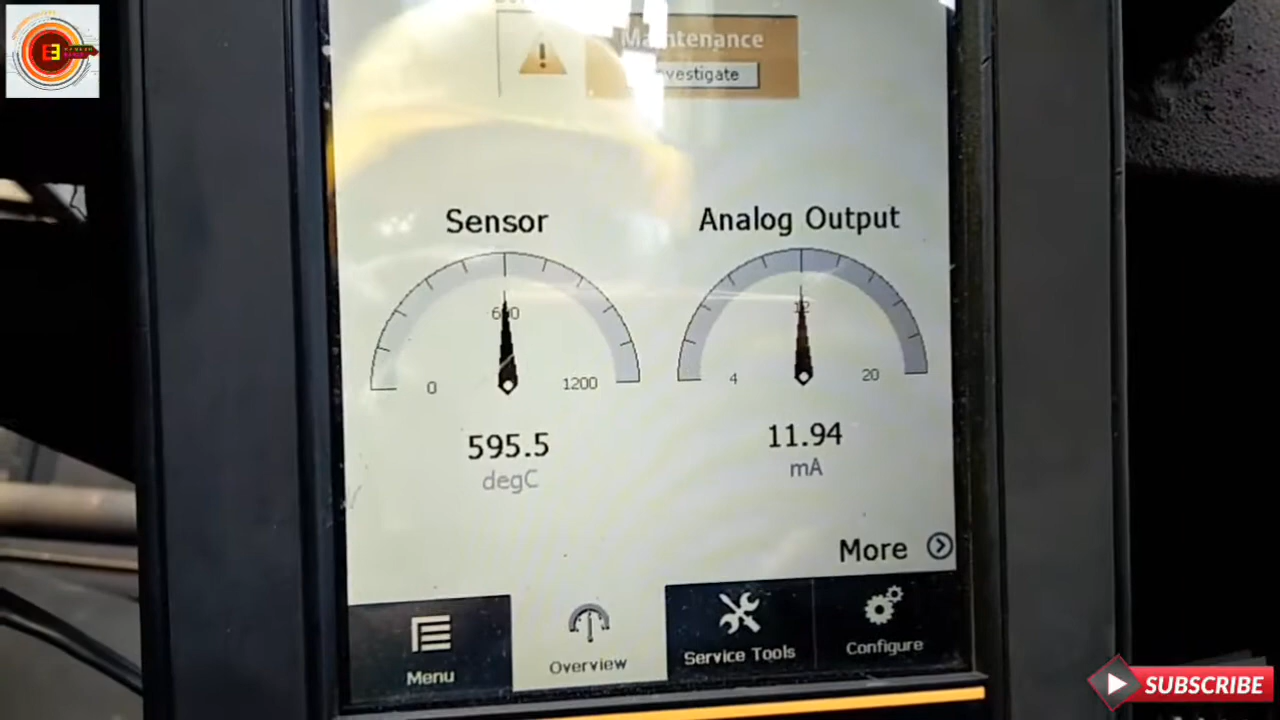 Maintenance
Investigate
Sensor
Analog Output
600
12
0
1200
4
20
595.5
11.94
degC
mA
More
Menu
Overview
Service Tools
Configure
SUBSCRIBE